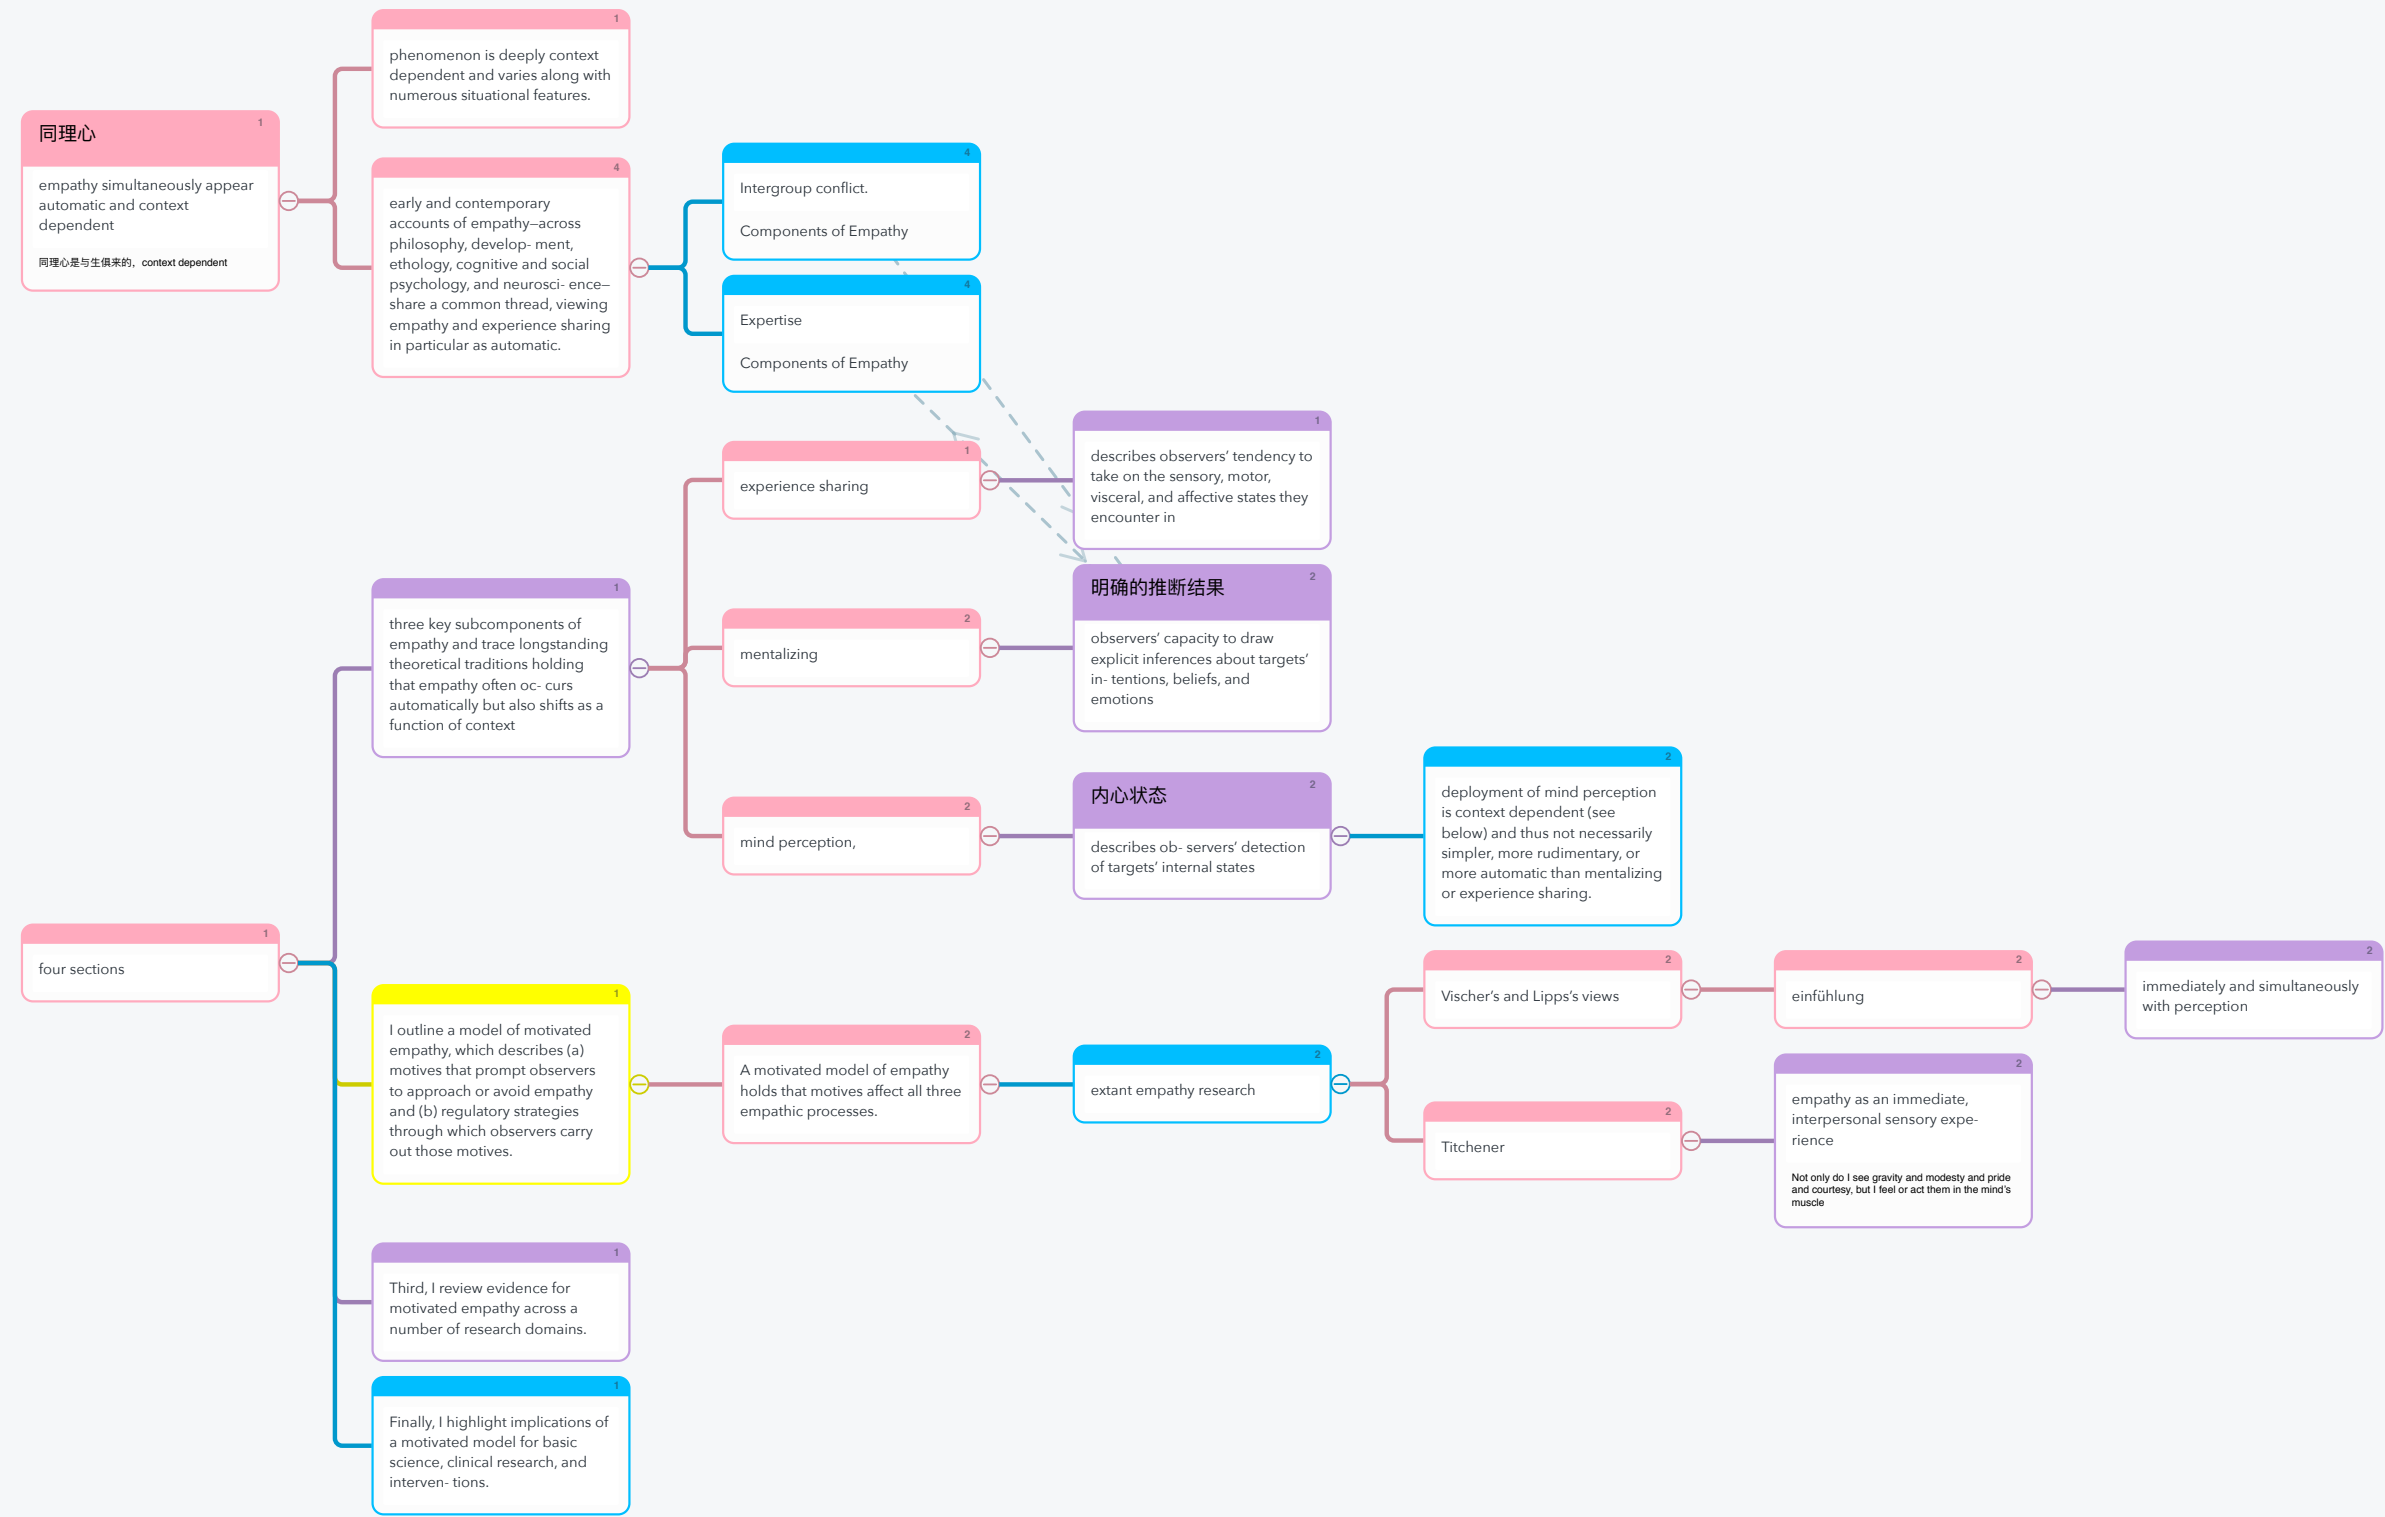 1
同理心
empathy simultaneously appear
automatic and context
dependent
同理心是与生俱来的，context dependent
1
phenomenon is deeply context
dependent and varies along with
numerous situational features.
4
early and contemporary
accounts of empathy—across
philosophy, develop- ment,
ethology, cognitive and social
psychology, and neurosci- ence—
share a common thread, viewing
empathy and experience sharing
in particular as automatic.
4
Intergroup conflict.
Components of Empathy
4
Expertise
Components of Empathy
1
four sections
1
three key subcomponents of
empathy and trace longstanding
theoretical traditions holding
that empathy often oc- curs
automatically but also shifts as a
function of context
1
experience sharing
1
describes observers’ tendency to
take on the sensory, motor,
visceral, and affective states they
encounter in
2
mentalizing
2
明确的推断结果
observers’ capacity to draw
explicit inferences about targets’
in- tentions, beliefs, and
emotions
2
mind perception,
2
内心状态
describes ob- servers’ detection
of targets’ internal states
2
deployment of mind perception
is context dependent (see
below) and thus not necessarily
simpler, more rudimentary, or
more automatic than mentalizing
or experience sharing.
1
I outline a model of motivated
empathy, which describes (a)
motives that prompt observers
to approach or avoid empathy
and (b) regulatory strategies
through which observers carry
out those motives.
2
A motivated model of empathy
holds that motives affect all three
empathic processes.
2
extant empathy research
2
Vischer’s and Lipps’s views
2
einfühlung
2
immediately and simultaneously
with perception
2
Titchener
2
empathy as an immediate,
interpersonal sensory expe-
rience
Not only do I see gravity and modesty and pride
and courtesy, but I feel or act them in the mind’s
muscle
1
Third, I review evidence for
motivated empathy across a
number of research domains.
1
Finally, I highlight implications of
a motivated model for basic
science, clinical research, and
interven- tions.